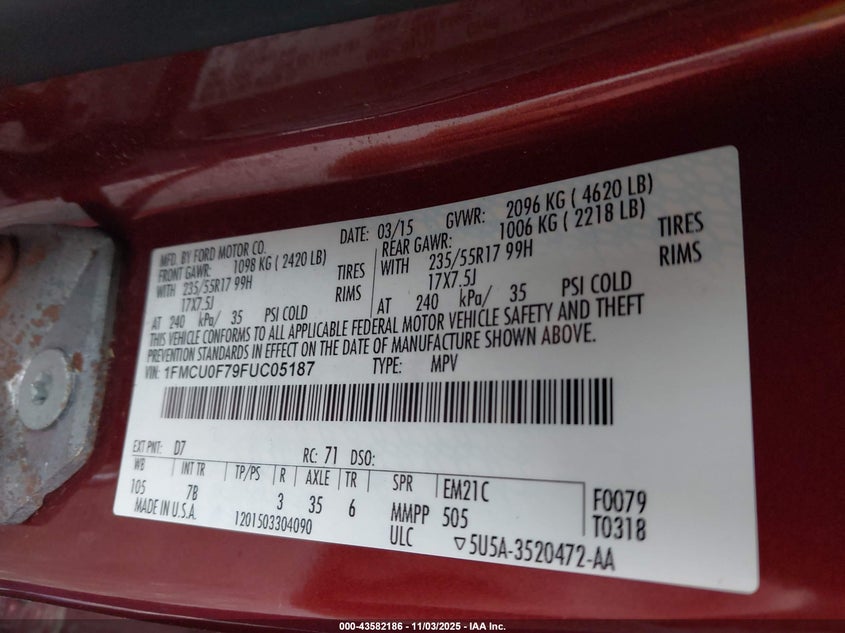 MFD. BY FORD MOTOR CO.
DATE: 03/15 GVWR: 2096 KG ( 4620 LB)
FRONT GAWR: 1098 KG ( 2420 LB)
WITH 235/55R17 99H TIRES
17X7.5J RIMS
AT 240 kPa/ 35 PSI COLD
REAR GAWR: 1006 KG ( 2218 LB)
WITH 235/55R17 99H TIRES
17X7.5J RIMS
AT 240 kPa/ 35 PSI COLD
THIS VEHICLE CONFORMS TO ALL APPLICABLE FEDERAL MOTOR VEHICLE SAFETY AND THEFT
PREVENTION STANDARDS IN EFFECT ON THE DATE OF MANUFACTURE SHOWN ABOVE.
VIN: 1FMCU0F79FUC05187 TYPE: MPV
EXT PNT: D7 RC: 71 DSO:
WB INT TR TP/PS R AXLE TR SPR EM21C
105 7B 3 35 6 MMPP 505 F0079
MADE IN U.S.A. 1201503304090 ULC ▽5U5A-3520472-AA T0318
000-43582186 - 11/03/2025 - IAA Inc.